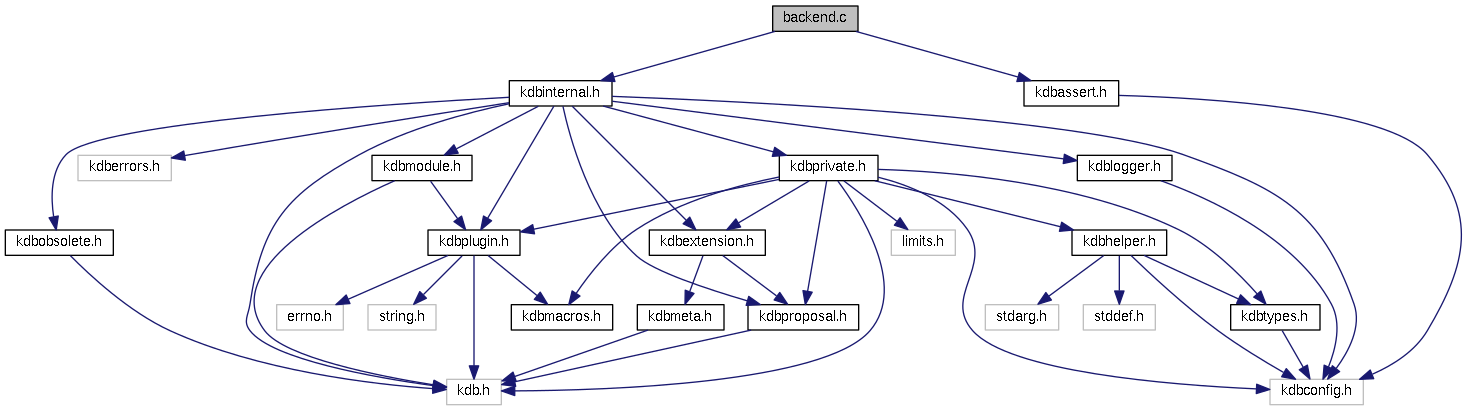 backend.c
kdbinternal.h
kdbassert.h
kdberrors.h
kdbmodule.h
kdbprivate.h
kdblogger.h
kdbobsolete.h
kdbplugin.h
kdbextension.h
limits.h
kdbhelper.h
errno.h
string.h
kdbmacros.h
kdbmeta.h
kdbproposal.h
stdarg.h
stddef.h
kdbtypes.h
kdb.h
kdbconfig.h